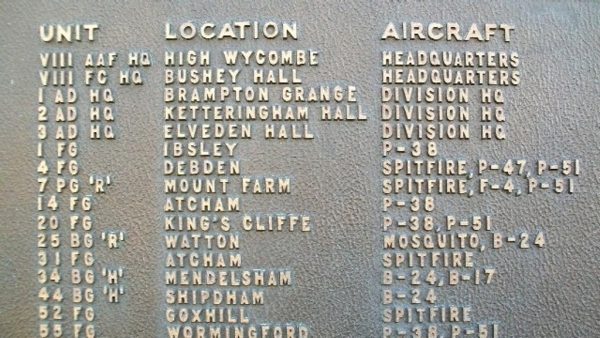 UNIT LOCATION AIRCRAFT
VIII AAF HQ HIGH WYCOMBE HEADQUARTERS
VIII FC HQ BUSHEY HALL HEADQUARTERS
1 AD HQ BRAMPTON GRANGE DIVISION HQ
2 AD HQ KETTERINGHAM HALL DIVISION HQ
3 AD HQ ELVEDEN HALL DIVISION HQ
1 FG IBSLEY P-38
4 FG DEBDEN SPITFIRE, P-47, P-51
7 PG 'R' MOUNT FARM SPITFIRE, F-4, P-51
14 FG ATCHAM P-38
20 FG KING'S CLIFFE P-38, P-51
25 BG 'R' WATTON MOSQUITO, B-24
31 FG ATCHAM SPITFIRE
34 BG 'H' MENDELSHAM B-24, B-17
44 BG 'H' SHIPDHAM B-24
52 FG GOXHILL SPITFIRE
55 FG WORMINGFORD P-38, P-51